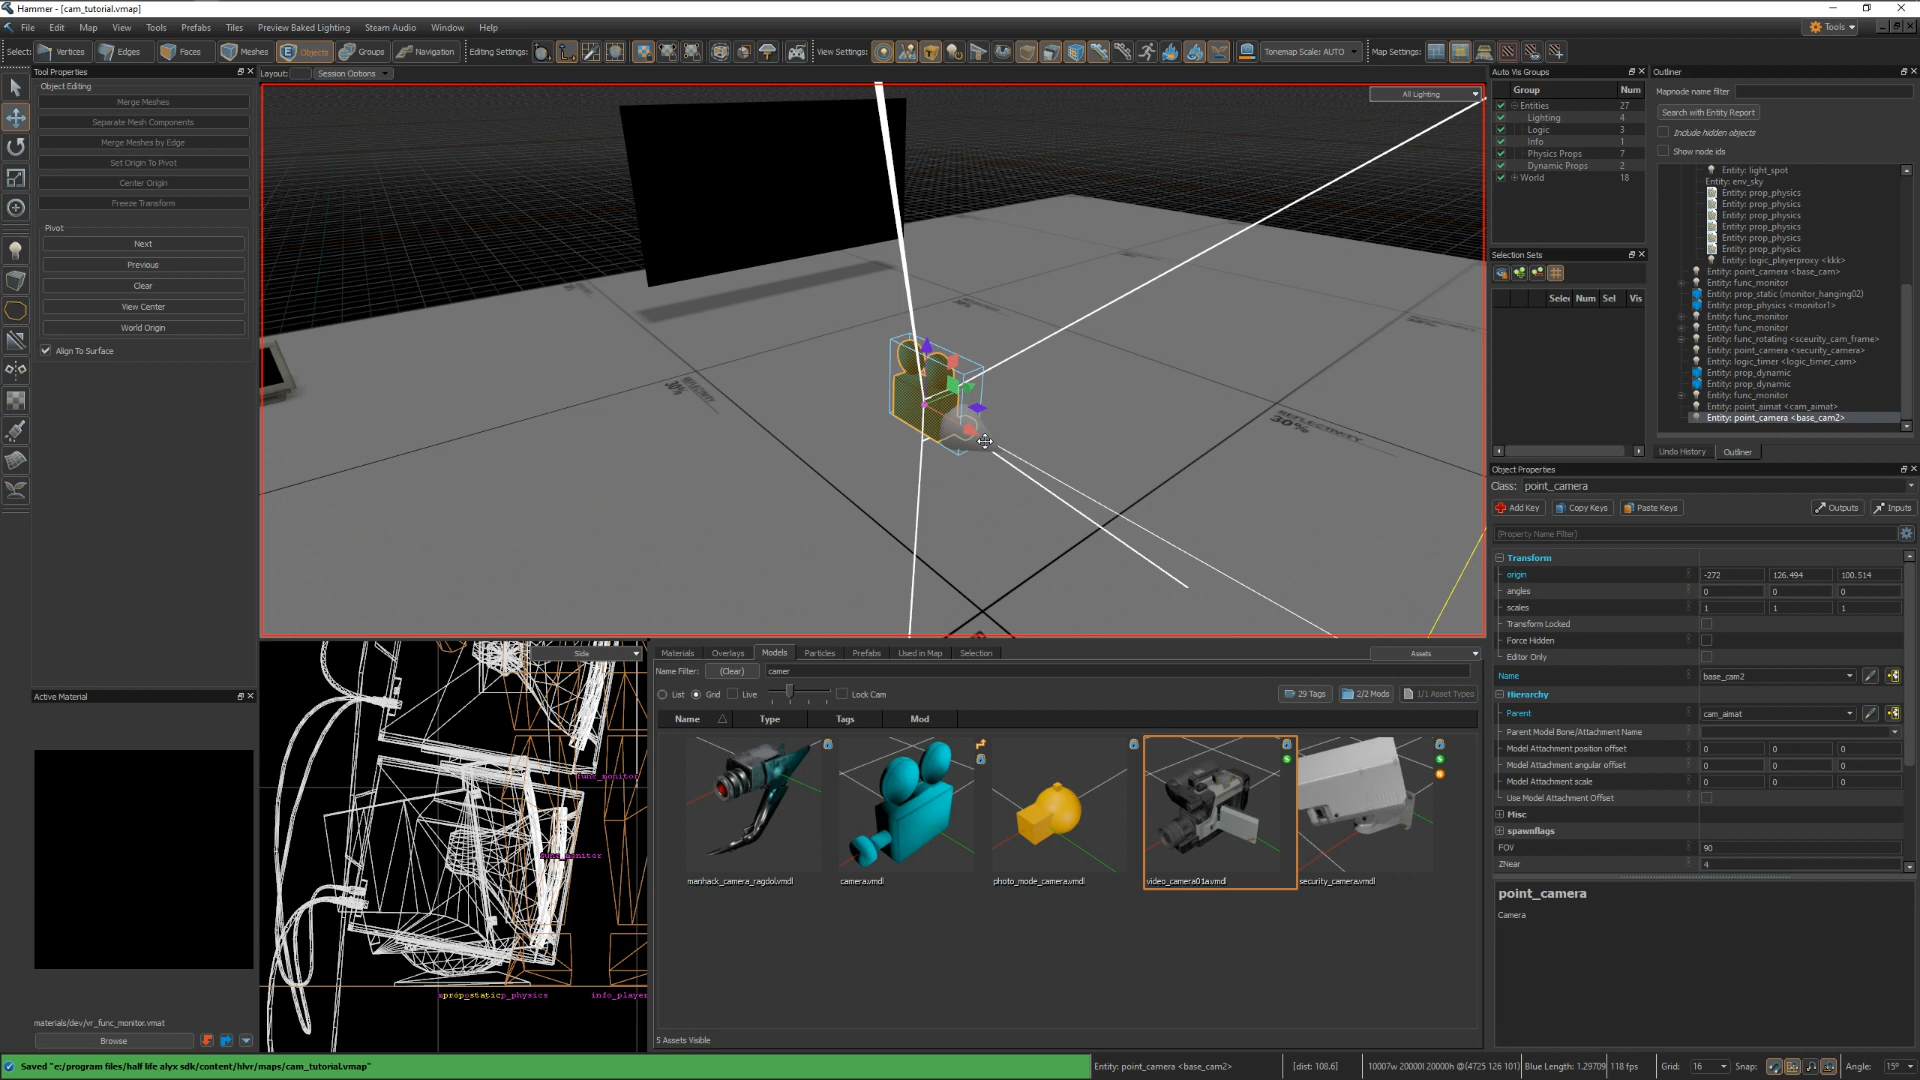 Hammer - [cam_tutorial.vmap]
File Edit Map View Tools Prefabs Tiles Preview Baked Lighting Steam Audio Window Help
Tools
Select: Vertices Edges Faces Meshes Objects Groups Navigation Editing Settings: View Settings: Tonemap Scale: AUTO Map Settings:
Tool Properties
Layout: Session Options
Object Editing
Merge Meshes
Separate Mesh Components
Merge Meshes by Edge
Set Origin To Pivot
Center Origin
Freeze Transform
Pivot
Next
Previous
Clear
View Center
World Origin
Align To Surface
Active Material
materials/dev/vr_func_monitor.vmat
Browse
All Lighting
REFLECTIVITY
30%
30%
Side
func_monitor
func_monitor
prop_static
p_physics
info_player
Auto Vis Groups
Group Num
Entities 27
Lighting 4
Logic 3
Info 1
Physics Props 7
Dynamic Props 2
World 18
Selection Sets
Selec Num Sel Vis
Outliner
Mapnode name filter
Search with Entity Report
Include hidden objects
Show node ids
Entity: light_spot
Entity: env_sky
Entity: prop_physics
Entity: prop_physics
Entity: prop_physics
Entity: prop_physics
Entity: prop_physics
Entity: prop_physics
Entity: logic_playerproxy <kkk>
Entity: point_camera <base_cam>
Entity: func_monitor
Entity: prop_static (monitor_hanging02)
Entity: prop_physics <monitor1>
Entity: func_monitor
Entity: func_monitor
Entity: func_rotating <sceurity_cam_frame>
Entity: point_camera <security_camera>
Entity: logic_timer <logic_timer_cam>
Entity: prop_dynamic
Entity: prop_dynamic
Entity: func_monitor
Entity: point_aimat <cam_aimat>
Entity: point_camera <base_cam2>
Undo History Outliner
Object Properties
Class: point_camera
Add Key Copy Keys Paste Keys Outputs Inputs
(Property Name Filter)
Transform
origin -272 126.494 100.514
angles 0 0 0
scales 1 1 1
Transform Locked
Force Hidden
Editor Only
Name base_cam2
Hierarchy
Parent cam_aimat
Parent Model Bone/Attachment Name
Model Attachment position offset 0 0 0
Model Attachment angular offset 0 0 0
Model Attachment scale 0 0 0
Use Model Attachment Offset
Misc
spawnflags
FOV 90
ZNear 4
point_camera
Camera
Materials Overlays Models Particles Prefabs Used in Map Selection Assets
Name Filter: (Clear) camer
List Grid Live Lock Cam 29 Tags 2/2 Mods 1/1 Asset Types
Name Type Tags Mod
manhack_camera_ragdol.vmdl
camera.vmdl
photo_mode_camera.vmdl
video_camera01a.vmdl
security_camera.vmdl
5 Assets Visible
Saved "e:/program files/half life alyx sdk/content/hlvr/maps/cam_tutorial.vmap"
Entity: point_camera <base_cam2> [dist: 108.6] 10007w 20000l 20000h @(4725 126 101) Blue Length: 1.29709 118 fps Grid: 16 Snap: Angle: 15°